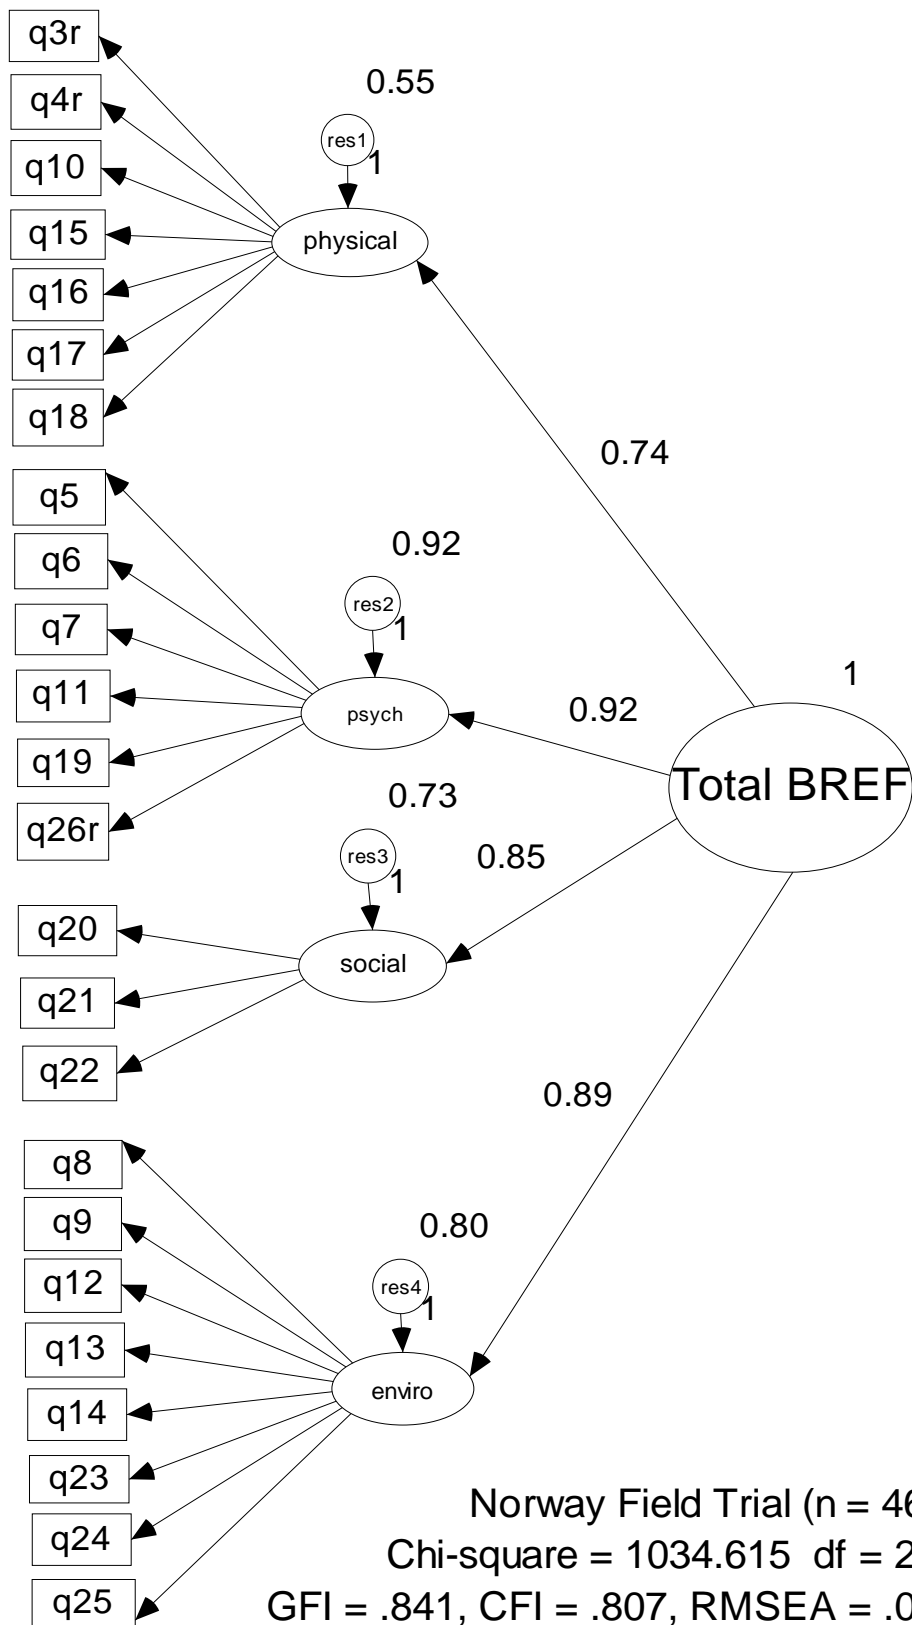 q3r
q4r
q10
q15
q16
q17
q18
0.55
res1
1
physical
0.74
q5
q6
q7
q11
q19
q26r
0.92
res2
1
psych
0.92
1
Total BREF
0.73
res3
1
0.85
social
q20
q21
q22
0.89
q8
q9
q12
q13
q14
q23
q24
q25
0.80
res4
1
enviro
Norway Field Trial (n = 46
Chi-square = 1034.615 df = 2
GFI = .841, CFI = .807, RMSEA = .0